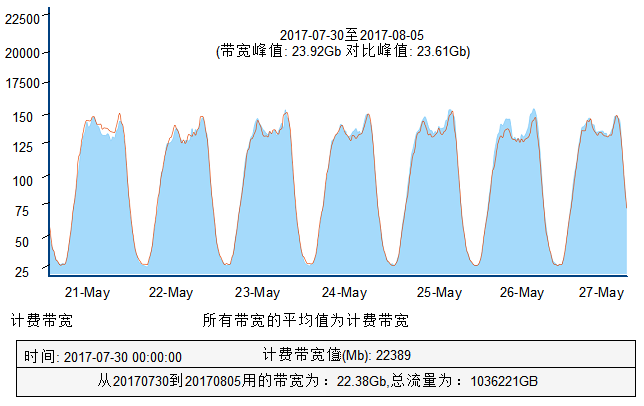 2017-07-30至2017-08-05
(带宽峰值: 23.92Gb 对比峰值: 23.61Gb)
22500
20000
17500
150
125
100
75
50
25
21-May
22-May
23-May
24-May
25-May
26-May
27-May
计费带宽
所有带宽的平均值为计费带宽
时间: 2017-07-30 00:00:00
计费带宽值(Mb): 22389
从20170730到20170805用的带宽为：22.38Gb,总流量为：1036221GB